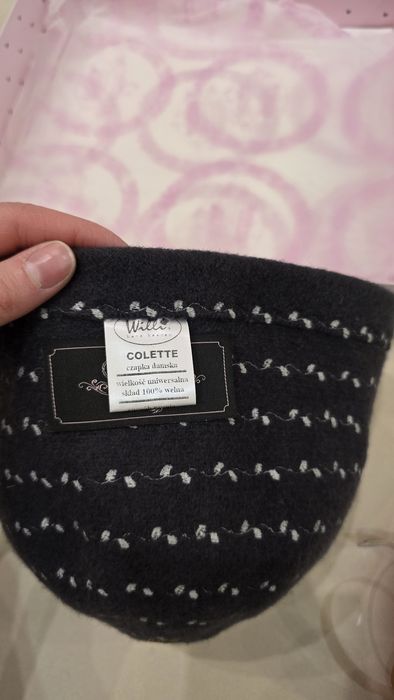 Willi
COLETTE
czapka damska
wielkość uniwersalna
skład 100% wełna